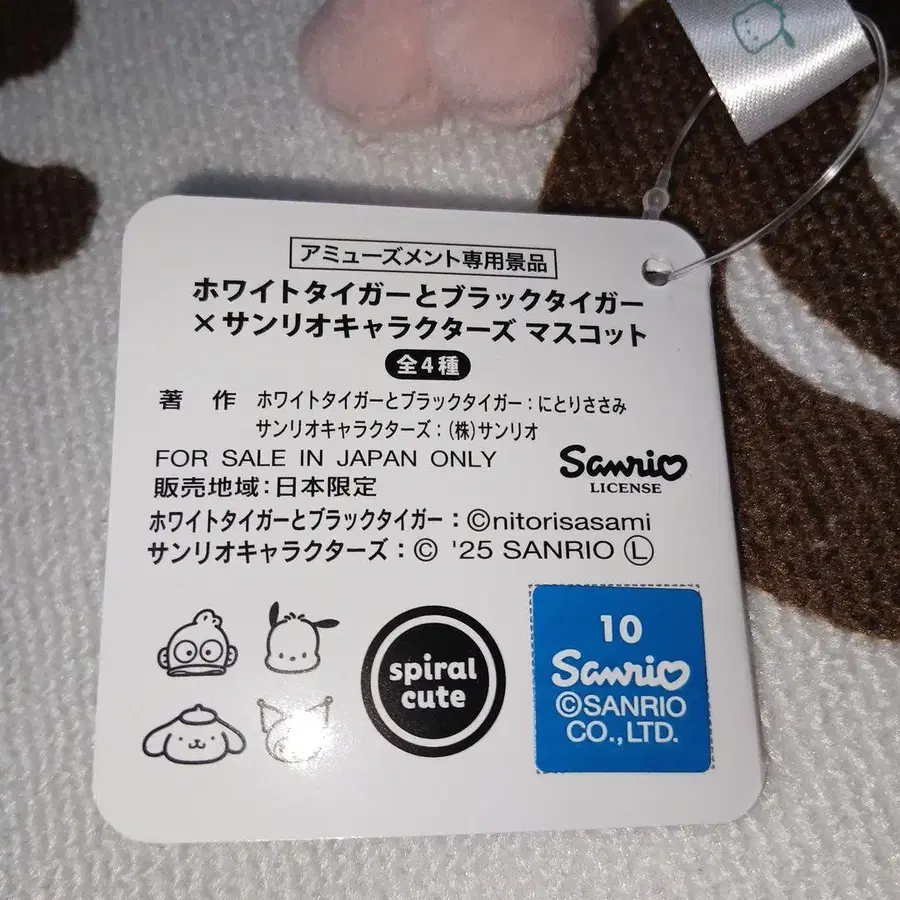 アミューズメント専用景品
ホワイトタイガーとブラックタイガー
×サンリオキャラクターズ マスコット
全4種
著 作 ホワイトタイガーとブラックタイガー：にとりささみ
サンリオキャラクターズ：(株)サンリオ
FOR SALE IN JAPAN ONLY
販売地域：日本限定
Sanrio
LICENSE
ホワイトタイガーとブラックタイガー：©nitorisasami
サンリオキャラクターズ：© '25 SANRIO Ⓛ
spiral
cute
10
Sanrio
©SANRIO
CO.,LTD.